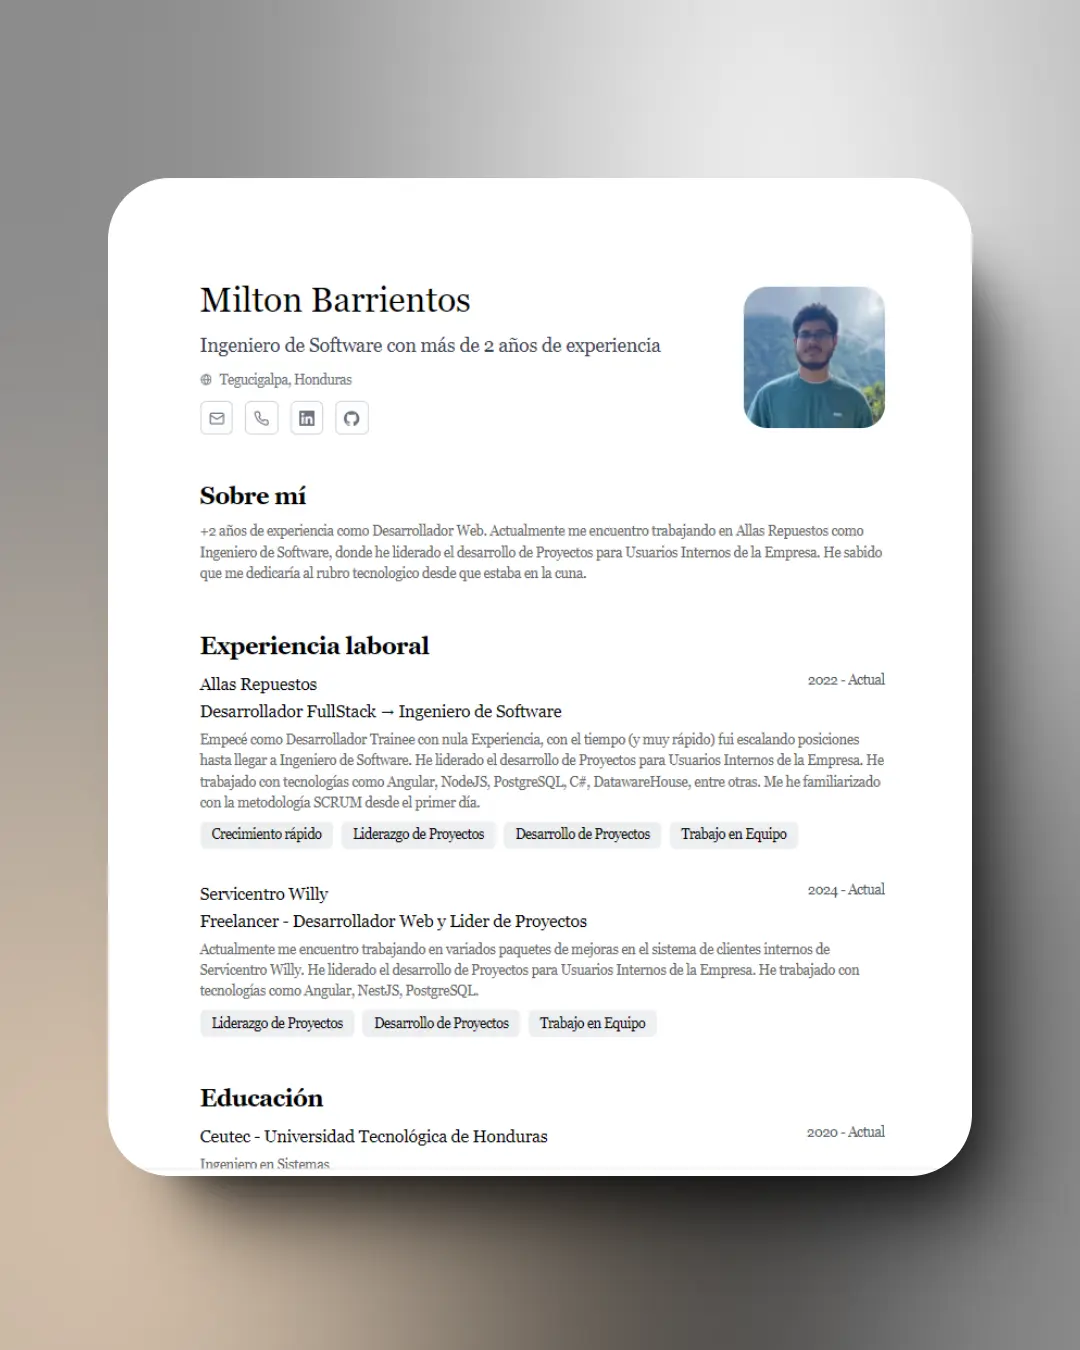 Milton Barrientos
Ingeniero de Software con más de 2 años de experiencia
Tegucigalpa, Honduras
Sobre mí
+2 años de experiencia como Desarrollador Web. Actualmente me encuentro trabajando en Allas Repuestos como
Ingeniero de Software, donde he liderado el desarrollo de Proyectos para Usuarios Internos de la Empresa. He sabido
que me dedicaría al rubro tecnologico desde que estaba en la cuna.
Experiencia laboral
Allas Repuestos
2022 - Actual
Desarrollador FullStack → Ingeniero de Software
Empecé como Desarrollador Trainee con nula Experiencia, con el tiempo (y muy rápido) fui escalando posiciones
hasta llegar a Ingeniero de Software. He liderado el desarrollo de Proyectos para Usuarios Internos de la Empresa. He
trabajado con tecnologías como Angular, NodeJS, PostgreSQL, C#, DatawareHouse, entre otras. Me he familiarizado
con la metodología SCRUM desde el primer día.
Crecimiento rápido Liderazgo de Proyectos Desarrollo de Proyectos Trabajo en Equipo
Servicentro Willy
2024 - Actual
Freelancer - Desarrollador Web y Lider de Proyectos
Actualmente me encuentro trabajando en variados paquetes de mejoras en el sistema de clientes internos de
Servicentro Willy. He liderado el desarrollo de Proyectos para Usuarios Internos de la Empresa. He trabajado con
tecnologías como Angular, NestJS, PostgreSQL.
Liderazgo de Proyectos Desarrollo de Proyectos Trabajo en Equipo
Educación
Ceutec - Universidad Tecnológica de Honduras
2020 - Actual
Ingeniero en Sistemas